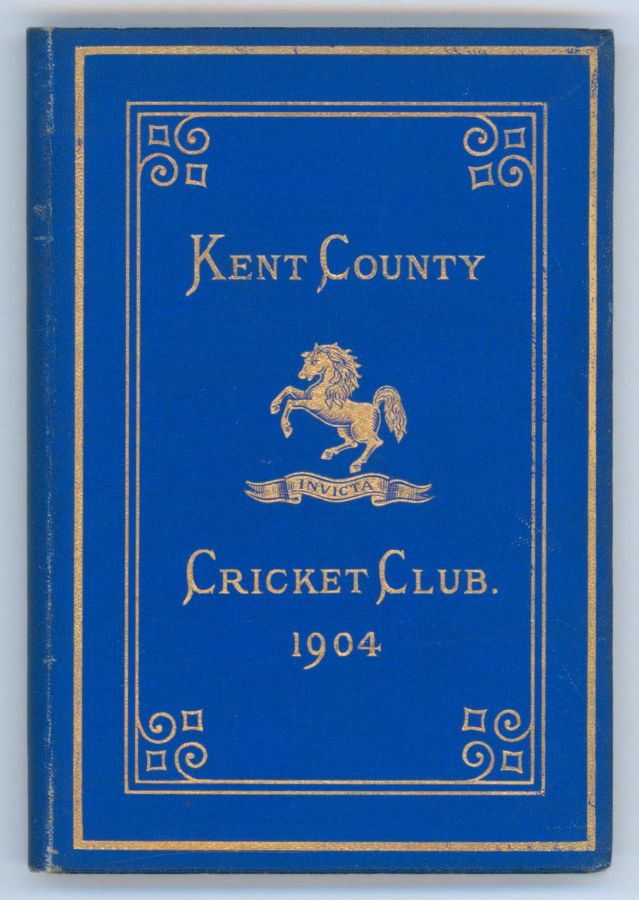 KENT COUNTY
INVICTA
CRICKET CLUB.
1904